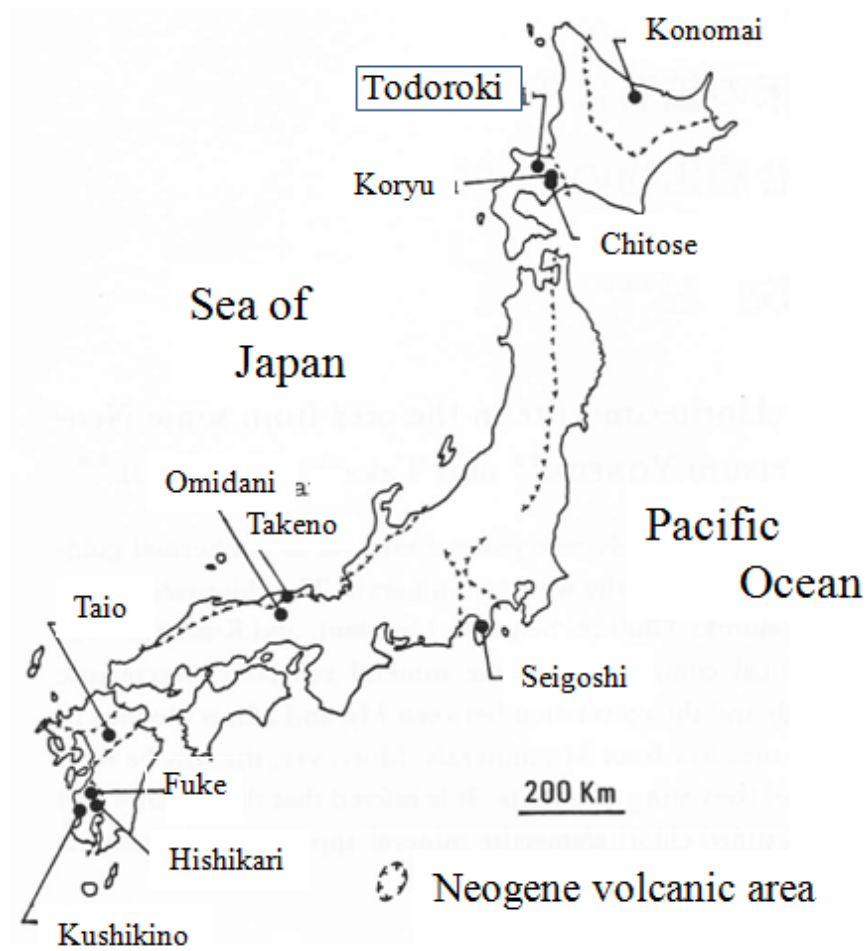 Konomai
Todoroki
Koryu
Chitose
Sea of
Japan
Omidani
Takeno
Pacific
Ocean
Taio
Seigoshi
Fuke
200 Km
Hishikari
Neogene volcanic area
Kushikino